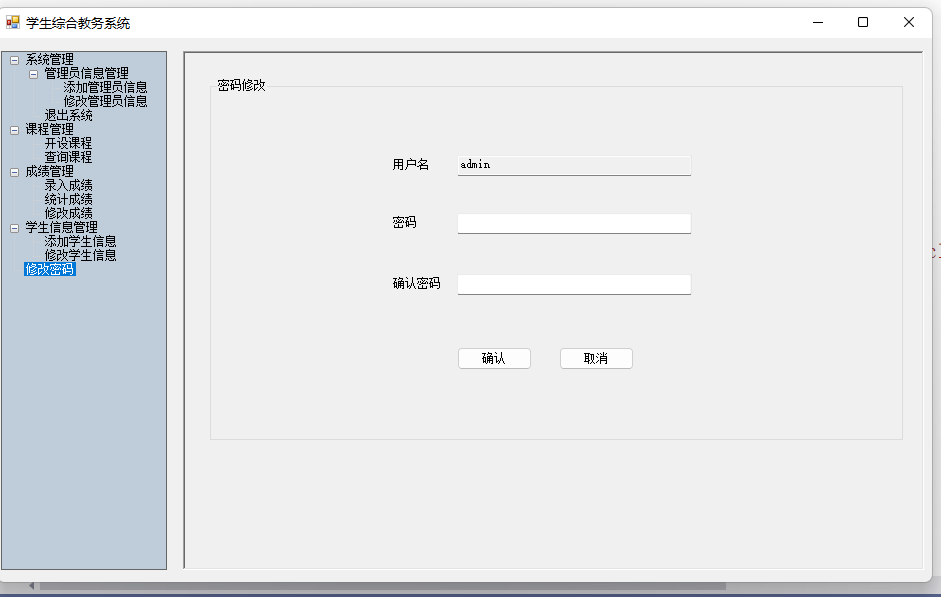 学生综合教务系统
系统管理
管理员信息管理
添加管理员信息
修改管理员信息
退出系统
课程管理
开设课程
查询课程
成绩管理
录入成绩
统计成绩
修改成绩
学生信息管理
添加学生信息
修改学生信息
修改密码
密码修改
用户名 admin
密码
确认密码
确认 取消